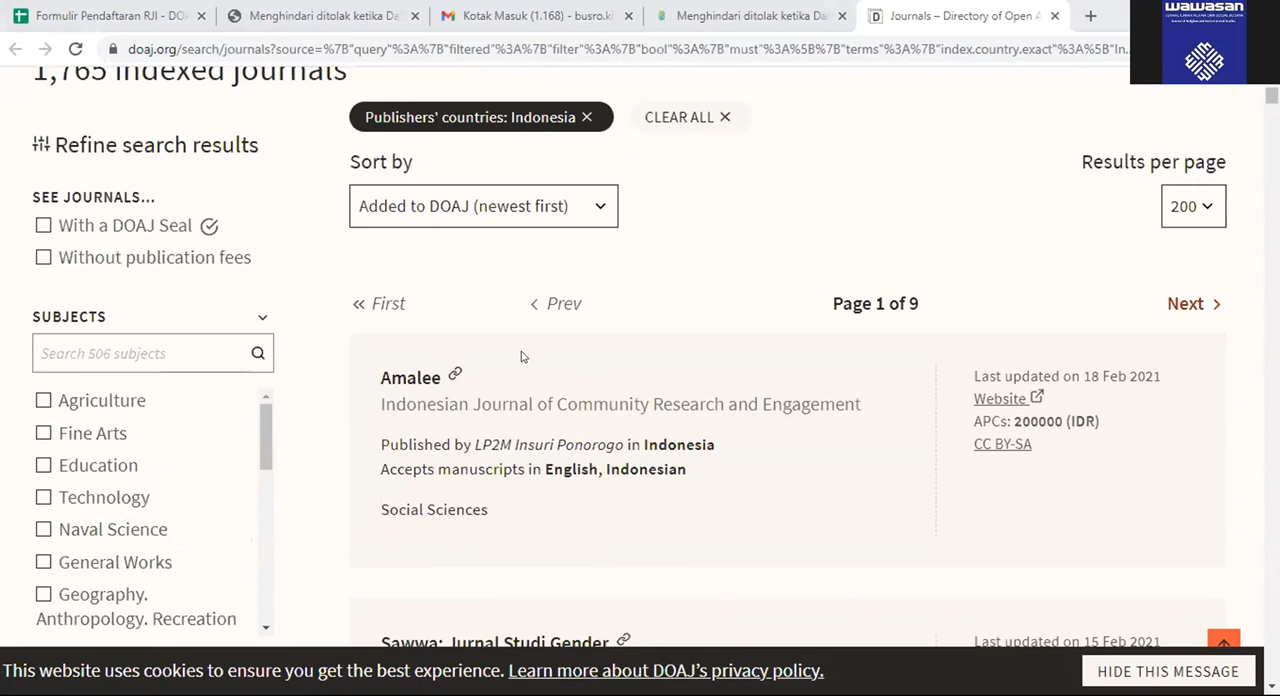 Formulir Pendaftaran RJI - DOA
Menghindari ditolak ketika Da
Kotak Masuk (1.168) - busro.ki
Menghindari ditolak ketika Da
Journals – Directory of Open A
doaj.org/search/journals?source=%7B"query"%3A%7B"filtered"%3A%7B"filter"%3A%7B"bool"%3A%7B"must"%3A%5B%7B"terms"%3A%7B"index.country.exact"%3A%5B"In...
wawasan
1,765 indexed journals
Publishers' countries: Indonesia ×
CLEAR ALL ×
Refine search results
Sort by
Results per page
SEE JOURNALS...
Added to DOAJ (newest first)
200
With a DOAJ Seal
Without publication fees
SUBJECTS
« First
‹ Prev
Page 1 of 9
Next ›
Search 506 subjects
Amalee
Indonesian Journal of Community Research and Engagement
Published by LP2M Insuri Ponorogo in Indonesia
Accepts manuscripts in English, Indonesian
Social Sciences
Last updated on 18 Feb 2021
Website
APCs: 200000 (IDR)
CC BY-SA
Agriculture
Fine Arts
Education
Technology
Naval Science
General Works
Geography.
Anthropology. Recreation
Sawwa: Jurnal Studi Gender
Last updated on 15 Feb 2021
This website uses cookies to ensure you get the best experience. Learn more about DOAJ's privacy policy.
HIDE THIS MESSAGE